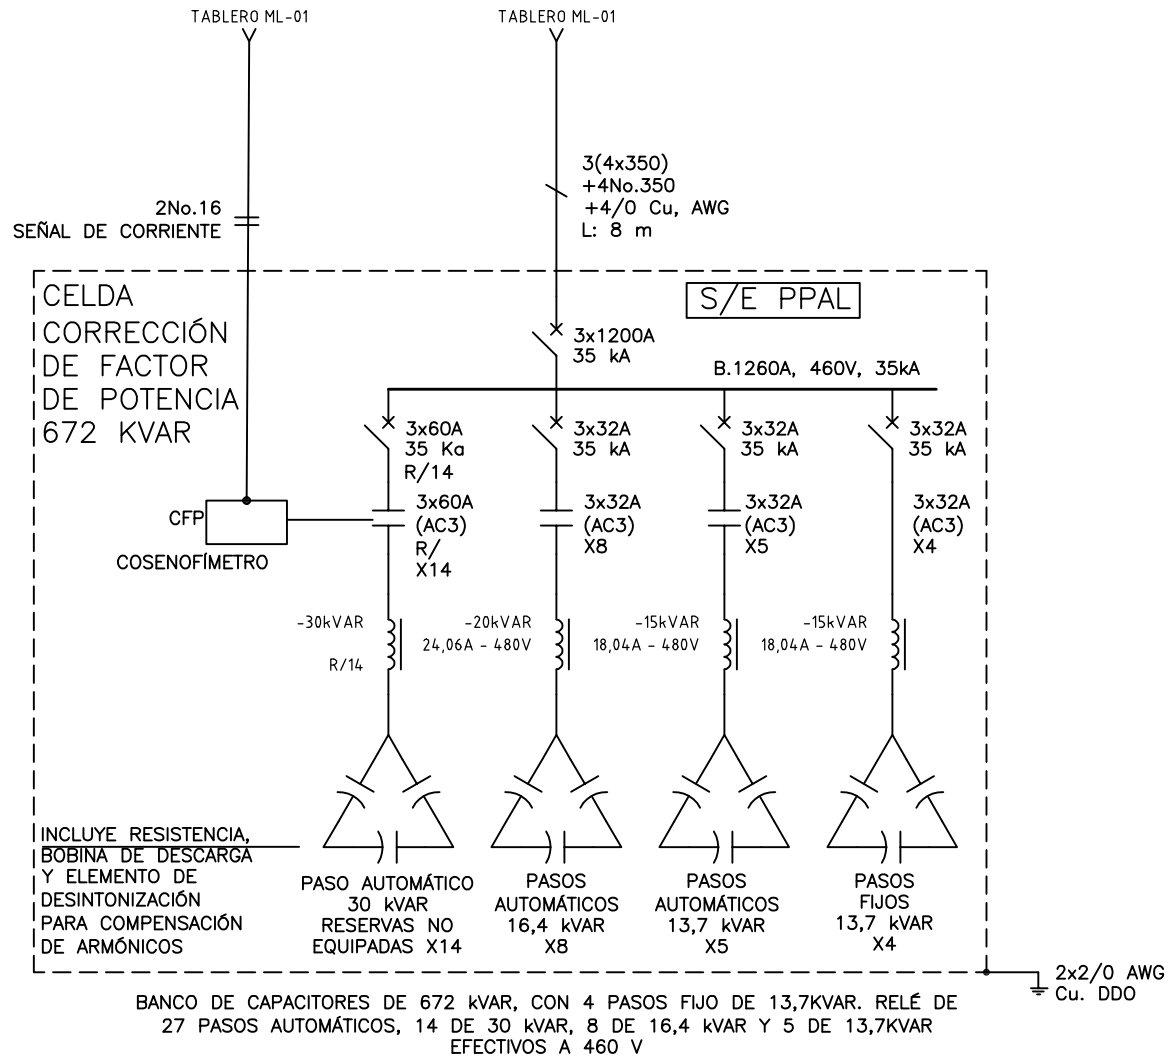 TABLERO ML-01
TABLERO ML-01
3(4x350)
+4No.350
+4/0 Cu, AWG
L: 8 m
2No.16
SEÑAL DE CORRIENTE
CELDA
CORRECCIÓN
DE FACTOR
DE POTENCIA
672 KVAR
S/E PPAL
3x1200A
35 kA
B.1260A, 460V, 35kA
3x60A
35 Ka
R/14
3x32A
35 kA
3x32A
35 kA
3x32A
35 kA
CFP
COSENOFÍMETRO
3x60A
(AC3)
R/
X14
3x32A
(AC3)
X8
3x32A
(AC3)
X5
3x32A
(AC3)
X4
-30kVAR
R/14
-20kVAR
24,06A - 480V
-15kVAR
18,04A - 480V
-15kVAR
18,04A - 480V
INCLUYE RESISTENCIA,
BOBINA DE DESCARGA
Y ELEMENTO DE
DESINTONIZACIÓN
PARA COMPENSACIÓN
DE ARMÓNICOS
PASO AUTOMÁTICO
30 kVAR
RESERVAS NO
EQUIPADAS X14
PASOS
AUTOMÁTICOS
16,4 kVAR
X8
PASOS
AUTOMÁTICOS
13,7 kVAR
X5
PASOS
FIJOS
13,7 kVAR
X4
2x2/0 AWG
Cu. DDO
BANCO DE CAPACITORES DE 672 kVAR, CON 4 PASOS FIJO DE 13,7KVAR. RELÉ DE
27 PASOS AUTOMÁTICOS, 14 DE 30 kVAR, 8 DE 16,4 kVAR Y 5 DE 13,7KVAR
EFECTIVOS A 460 V